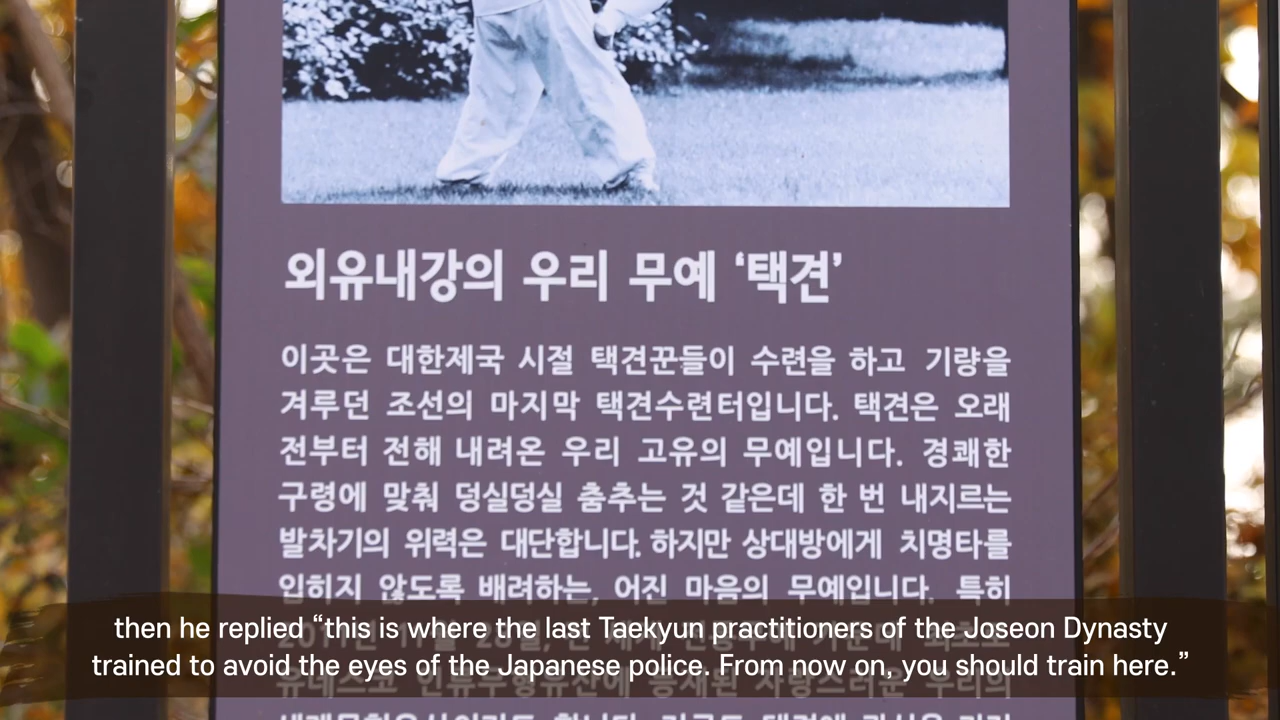 외유내강의 우리 무예 ‘택견’
이곳은 대한제국 시절 택견꾼들이 수련을 하고 기량을
겨루던 조선의 마지막 택견수련터입니다. 택견은 오래
전부터 전해 내려온 우리 고유의 무예입니다. 경쾌한
구령에 맞춰 덩실덩실 춤추는 것 같은데 한 번 내지르는
발차기의 위력은 대단합니다. 하지만 상대방에게 치명타를
입히지 않도록 배려하는, 어진 마음의 무예입니다. 특히
then he replied “this is where the last Taekyun practitioners of the Joseon Dynasty
trained to avoid the eyes of the Japanese police. From now on, you should train here.”